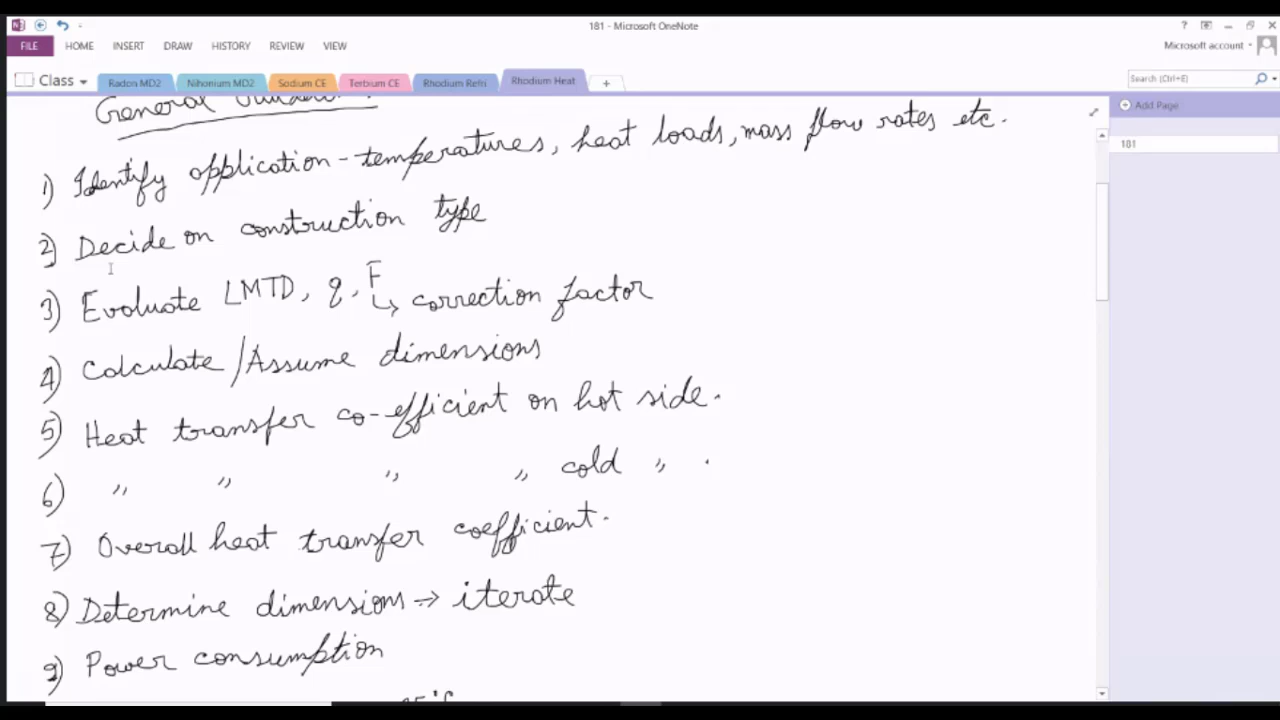 181 - Microsoft OneNote
FILE HOME INSERT DRAW HISTORY REVIEW VIEW
Microsoft account
Class Radon MD2 Nihonium MD2 Sodium CE Terbium CE Rhodium Refri Rhodium Heat
Search (Ctrl+E)
Add Page
181
General
1) Identify application - temperatures, heat loads, mass flow rates etc.
2) Decide on construction type
3) Evaluate LMTD, q, F
↳ correction factor
4) Calculate/Assume dimensions
5) Heat transfer co-efficient on hot side.
6) " " " " cold " .
7) Overall heat transfer coefficient.
8) Determine dimensions → iterate
9) Power consumption